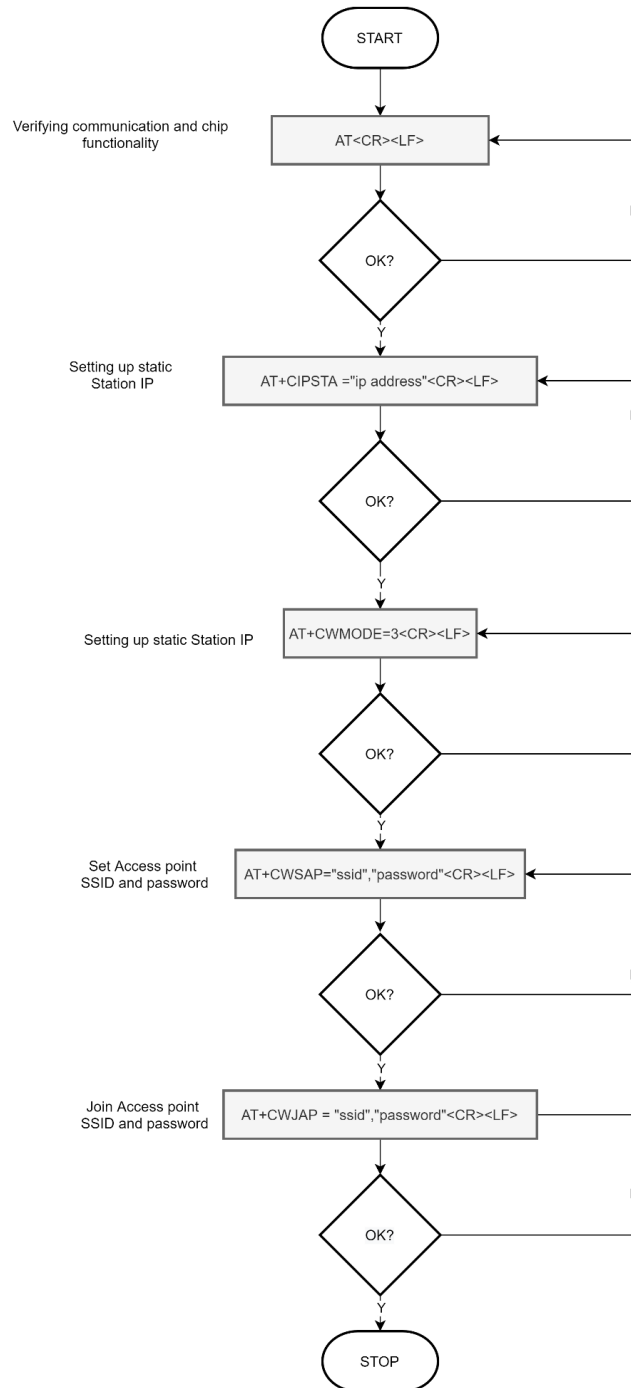 START
Verifying communication and chip
functionality
AT<CR><LF>
OK?
Y
Setting up static
Station IP
AT+CIPSTA ="ip address"<CR><LF>
OK?
Y
Setting up static Station IP
AT+CWMODE=3<CR><LF>
OK?
Y
Set Access point
SSID and password
AT+CWSAP="ssid","password"<CR><LF>
OK?
Y
Join Access point
SSID and password
AT+CWJAP = "ssid","password"<CR><LF>
OK?
Y
STOP